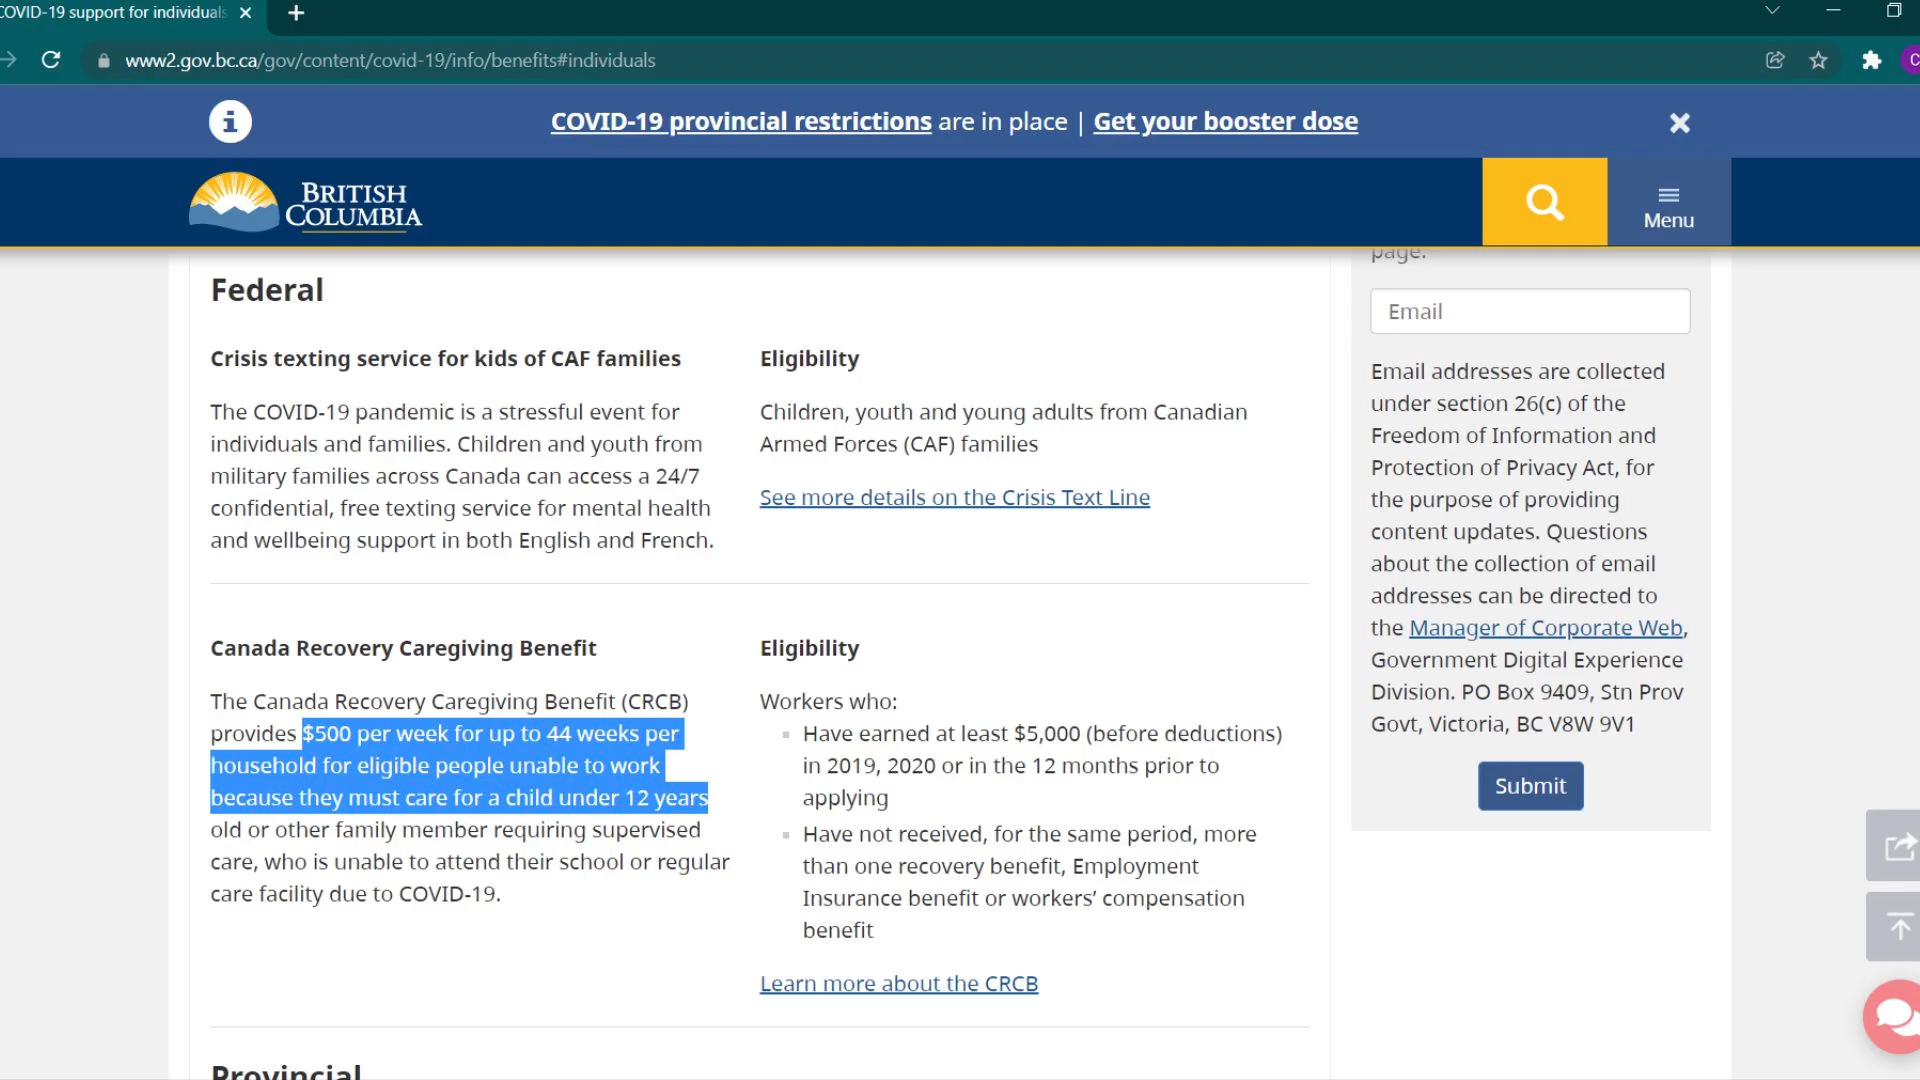 COVID-19 support for individuals
www2.gov.bc.ca/gov/content/covid-19/info/benefits#individuals
C
COVID-19 provincial restrictions are in place | Get your booster dose
BRITISH
COLUMBIA
Menu
Federal
Crisis texting service for kids of CAF families
The COVID-19 pandemic is a stressful event for
individuals and families. Children and youth from
military families across Canada can access a 24/7
confidential, free texting service for mental health
and wellbeing support in both English and French.
Eligibility
Children, youth and young adults from Canadian
Armed Forces (CAF) families
See more details on the Crisis Text Line
Canada Recovery Caregiving Benefit
The Canada Recovery Caregiving Benefit (CRCB)
provides $500 per week for up to 44 weeks per
household for eligible people unable to work
because they must care for a child under 12 years
old or other family member requiring supervised
care, who is unable to attend their school or regular
care facility due to COVID-19.
Eligibility
Workers who:
Have earned at least $5,000 (before deductions)
in 2019, 2020 or in the 12 months prior to
applying
Have not received, for the same period, more
than one recovery benefit, Employment
Insurance benefit or workers’ compensation
benefit
Learn more about the CRCB
Provincial
page.
Email
Email addresses are collected
under section 26(c) of the
Freedom of Information and
Protection of Privacy Act, for
the purpose of providing
content updates. Questions
about the collection of email
addresses can be directed to
the Manager of Corporate Web,
Government Digital Experience
Division. PO Box 9409, Stn Prov
Govt, Victoria, BC V8W 9V1
Submit